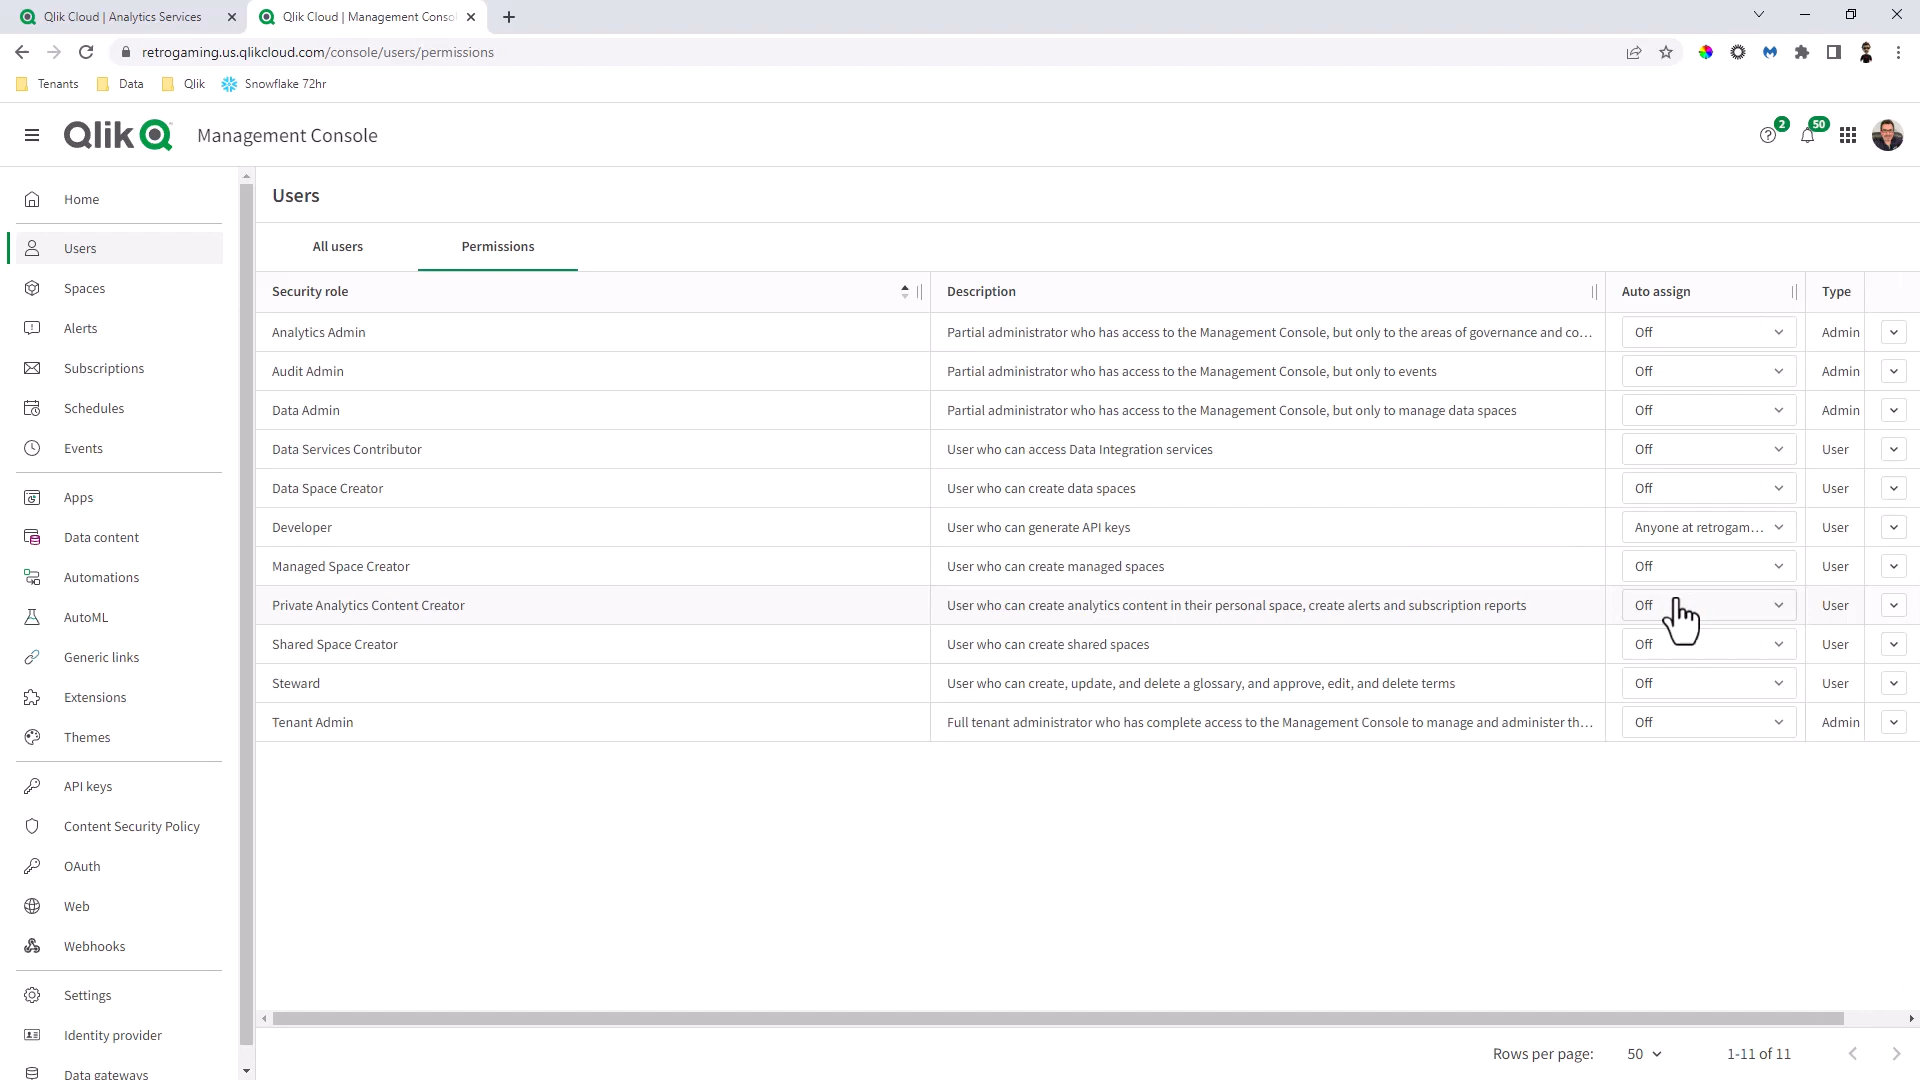 Qlik Cloud | Analytics Services
Qlik Cloud | Management Conso
retrogaming.us.qlikcloud.com/console/users/permissions
Tenants Data Qlik Snowflake 72hr
Qlik Management Console
2 50
Home
Users
Spaces
Alerts
Subscriptions
Schedules
Events
Apps
Data content
Automations
AutoML
Generic links
Extensions
Themes
API keys
Content Security Policy
OAuth
Web
Webhooks
Settings
Identity provider
Data gateways
Users
All users Permissions
Security role Description Auto assign Type
Analytics Admin Partial administrator who has access to the Management Console, but only to the areas of governance and co... Off Admin
Audit Admin Partial administrator who has access to the Management Console, but only to events Off Admin
Data Admin Partial administrator who has access to the Management Console, but only to manage data spaces Off Admin
Data Services Contributor User who can access Data Integration services Off User
Data Space Creator User who can create data spaces Off User
Developer User who can generate API keys Anyone at retrogam... User
Managed Space Creator User who can create managed spaces Off User
Private Analytics Content Creator User who can create analytics content in their personal space, create alerts and subscription reports Off User
Shared Space Creator User who can create shared spaces Off User
Steward User who can create, update, and delete a glossary, and approve, edit, and delete terms Off User
Tenant Admin Full tenant administrator who has complete access to the Management Console to manage and administer th... Off Admin
Rows per page: 50 1-11 of 11